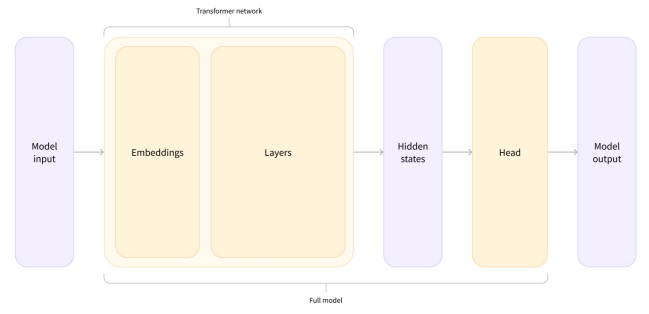 Transformer network
Model
input
Embeddings
Layers
Hidden
states
Head
Model
output
Full model